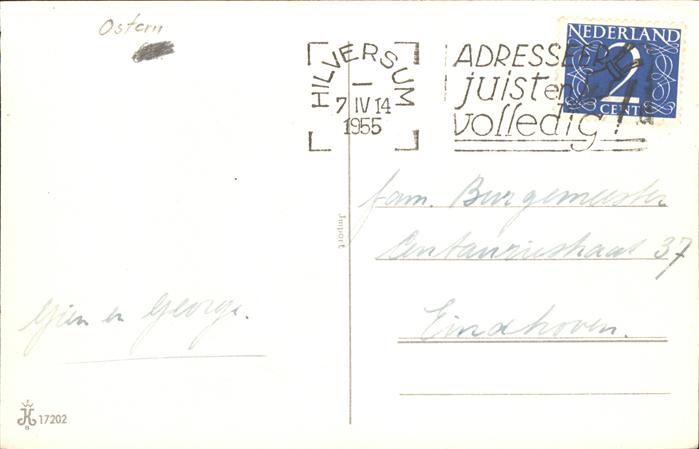 Ostern
HILVERSUM
7 IV 14
1955
ADRESSEER
juist en
volledig!
NEDERLAND
2
CENT
fam. Burgemeester
Centauriestraat 37
Eindhoven.
Import
Gien en George.
17202